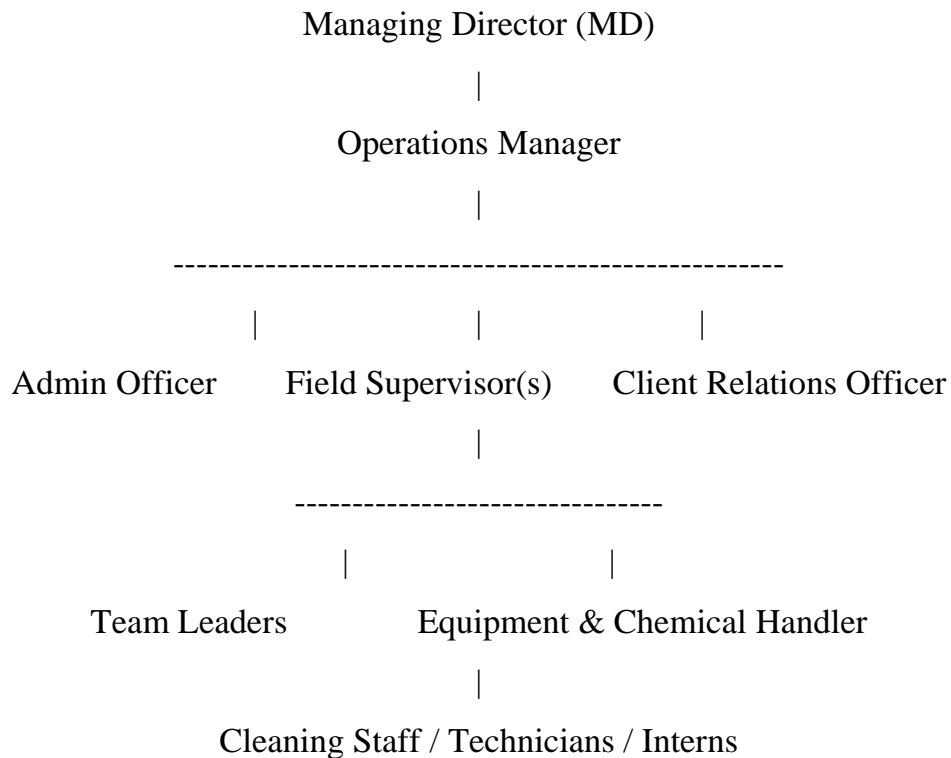 Managing Director (MD)
|
Operations Manager
|
-----------------------------------------------------
| | |
Admin Officer Field Supervisor(s) Client Relations Officer
|
--------------------------------
| |
Team Leaders Equipment & Chemical Handler
|
Cleaning Staff / Technicians / Interns